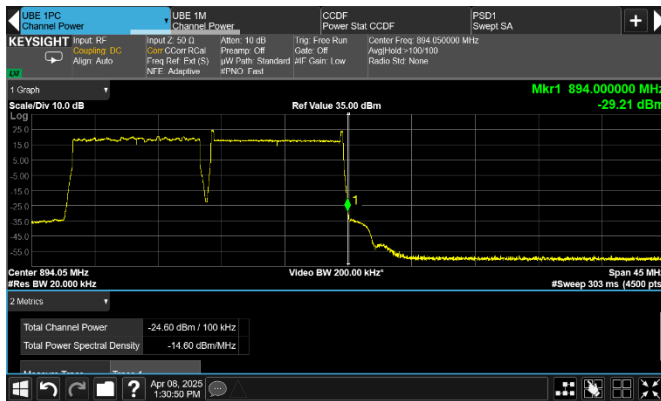 UBE 1PC
Channel Power
UBE 1M
Channel Power
CCDF
Power Stat CCDF
PSD1
Swept SA
KEYSIGHT
Input: RF
Coupling: DC
Align: Auto
Input Z: 50 Ω
Corr CCorr RCal
Freq Ref: Ext (S)
NFE: Adaptive
Atten: 10 dB
Preamp: Off
µW Path: Standard
#PNO: Fast
Trig: Free Run
Gate: Off
#IF Gain: Low
Center Freq: 894.050000 MHz
Avg|Hold:>100/100
Radio Std: None
1 Graph
Mkr1 894.000000 MHz
Scale/Div 10.0 dB
Ref Value 35.00 dBm
-29.21 dBm
Log
25.0
15.0
5.00
-5.00
-15.0
-25.0
-35.0
-45.0
-55.0
1
Center 894.05 MHz
Video BW 200.00 kHz*
Span 45 MHz
#Res BW 20.000 kHz
#Sweep 303 ms (4500 pts
2 Metrics
Total Channel Power
-24.60 dBm / 100 kHz
Total Power Spectral Density
-14.60 dBm/MHz
Apr 08, 2025
1:30:50 PM